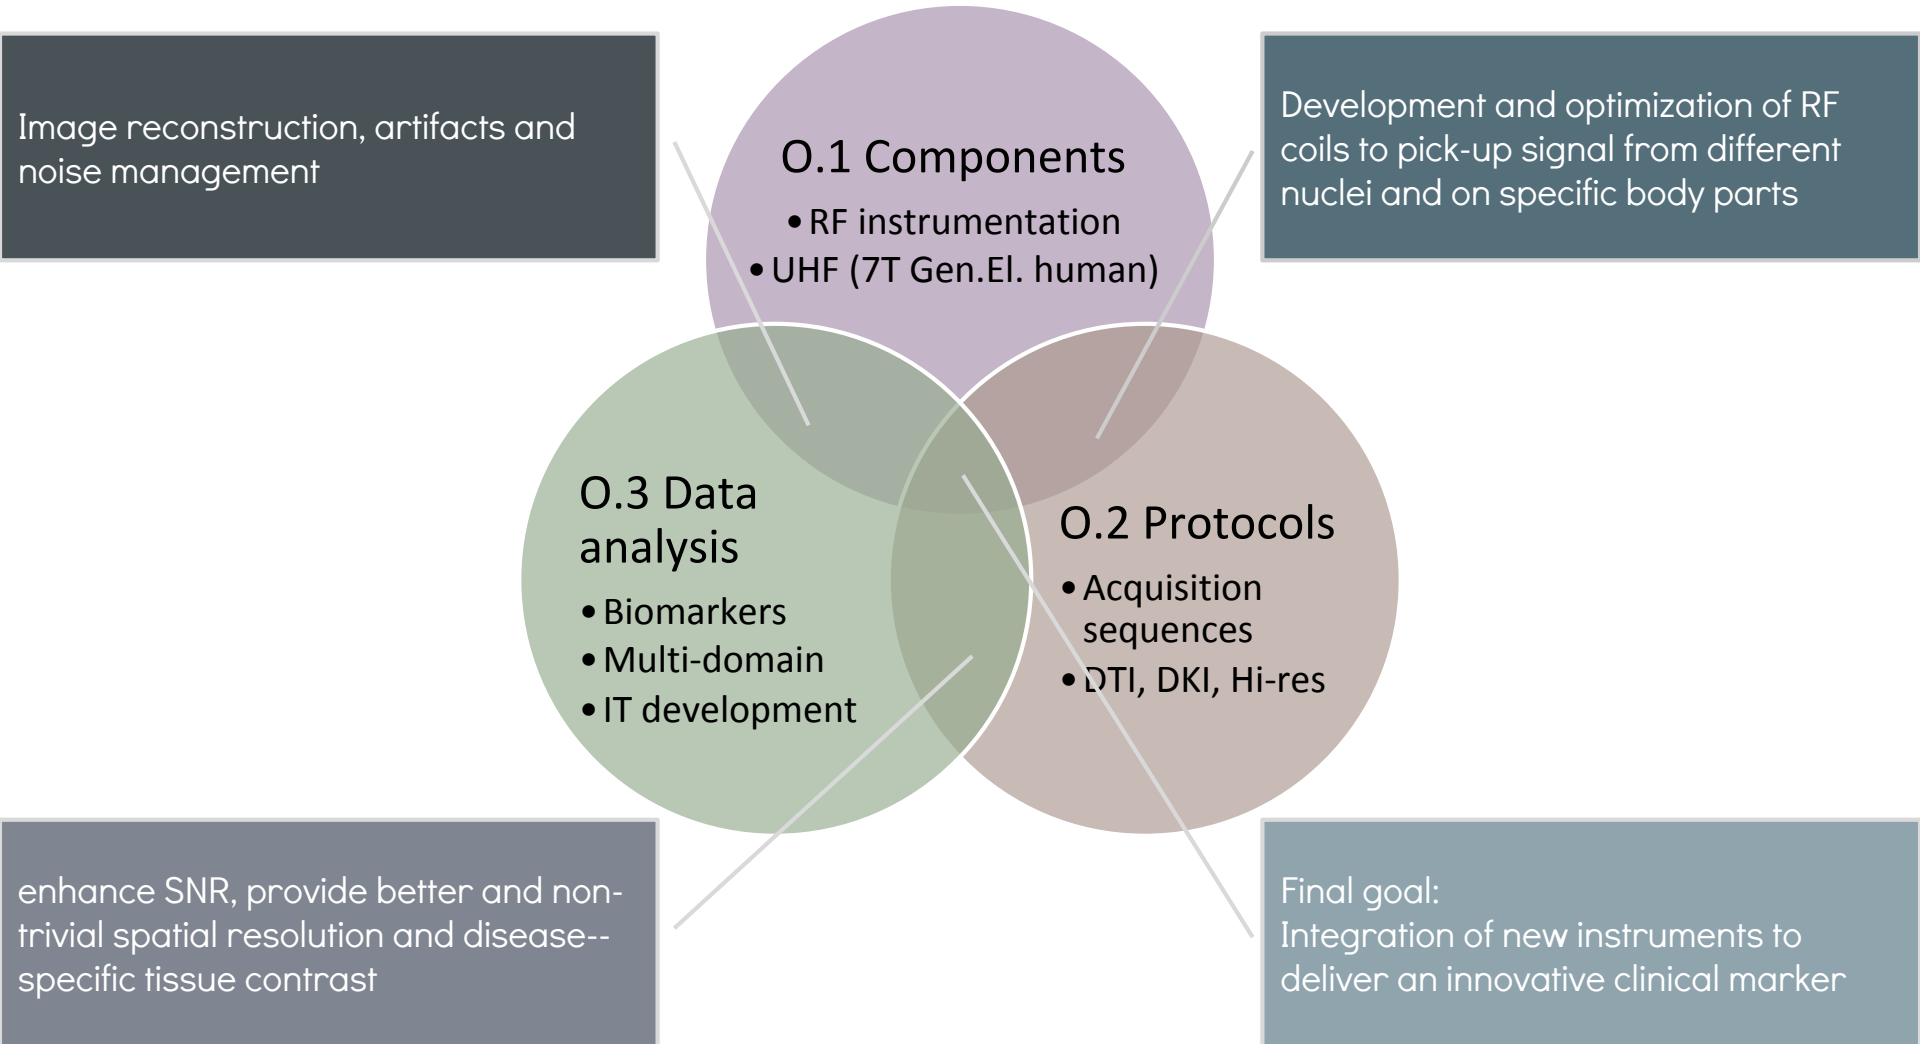 Image reconstruction, artifacts and
noise management
O.1 Components
• RF instrumentation
• UHF (7T Gen.El. human)
Development and optimization of RF
coils to pick-up signal from different
nuclei and on specific body parts
O.3 Data
analysis
• Biomarkers
• Multi-domain
• IT development
O.2 Protocols
• Acquisition
sequences
• DTI, DKI, Hi-res
enhance SNR, provide better and non-
trivial spatial resolution and disease--
specific tissue contrast
Final goal:
Integration of new instruments to
deliver an innovative clinical marker